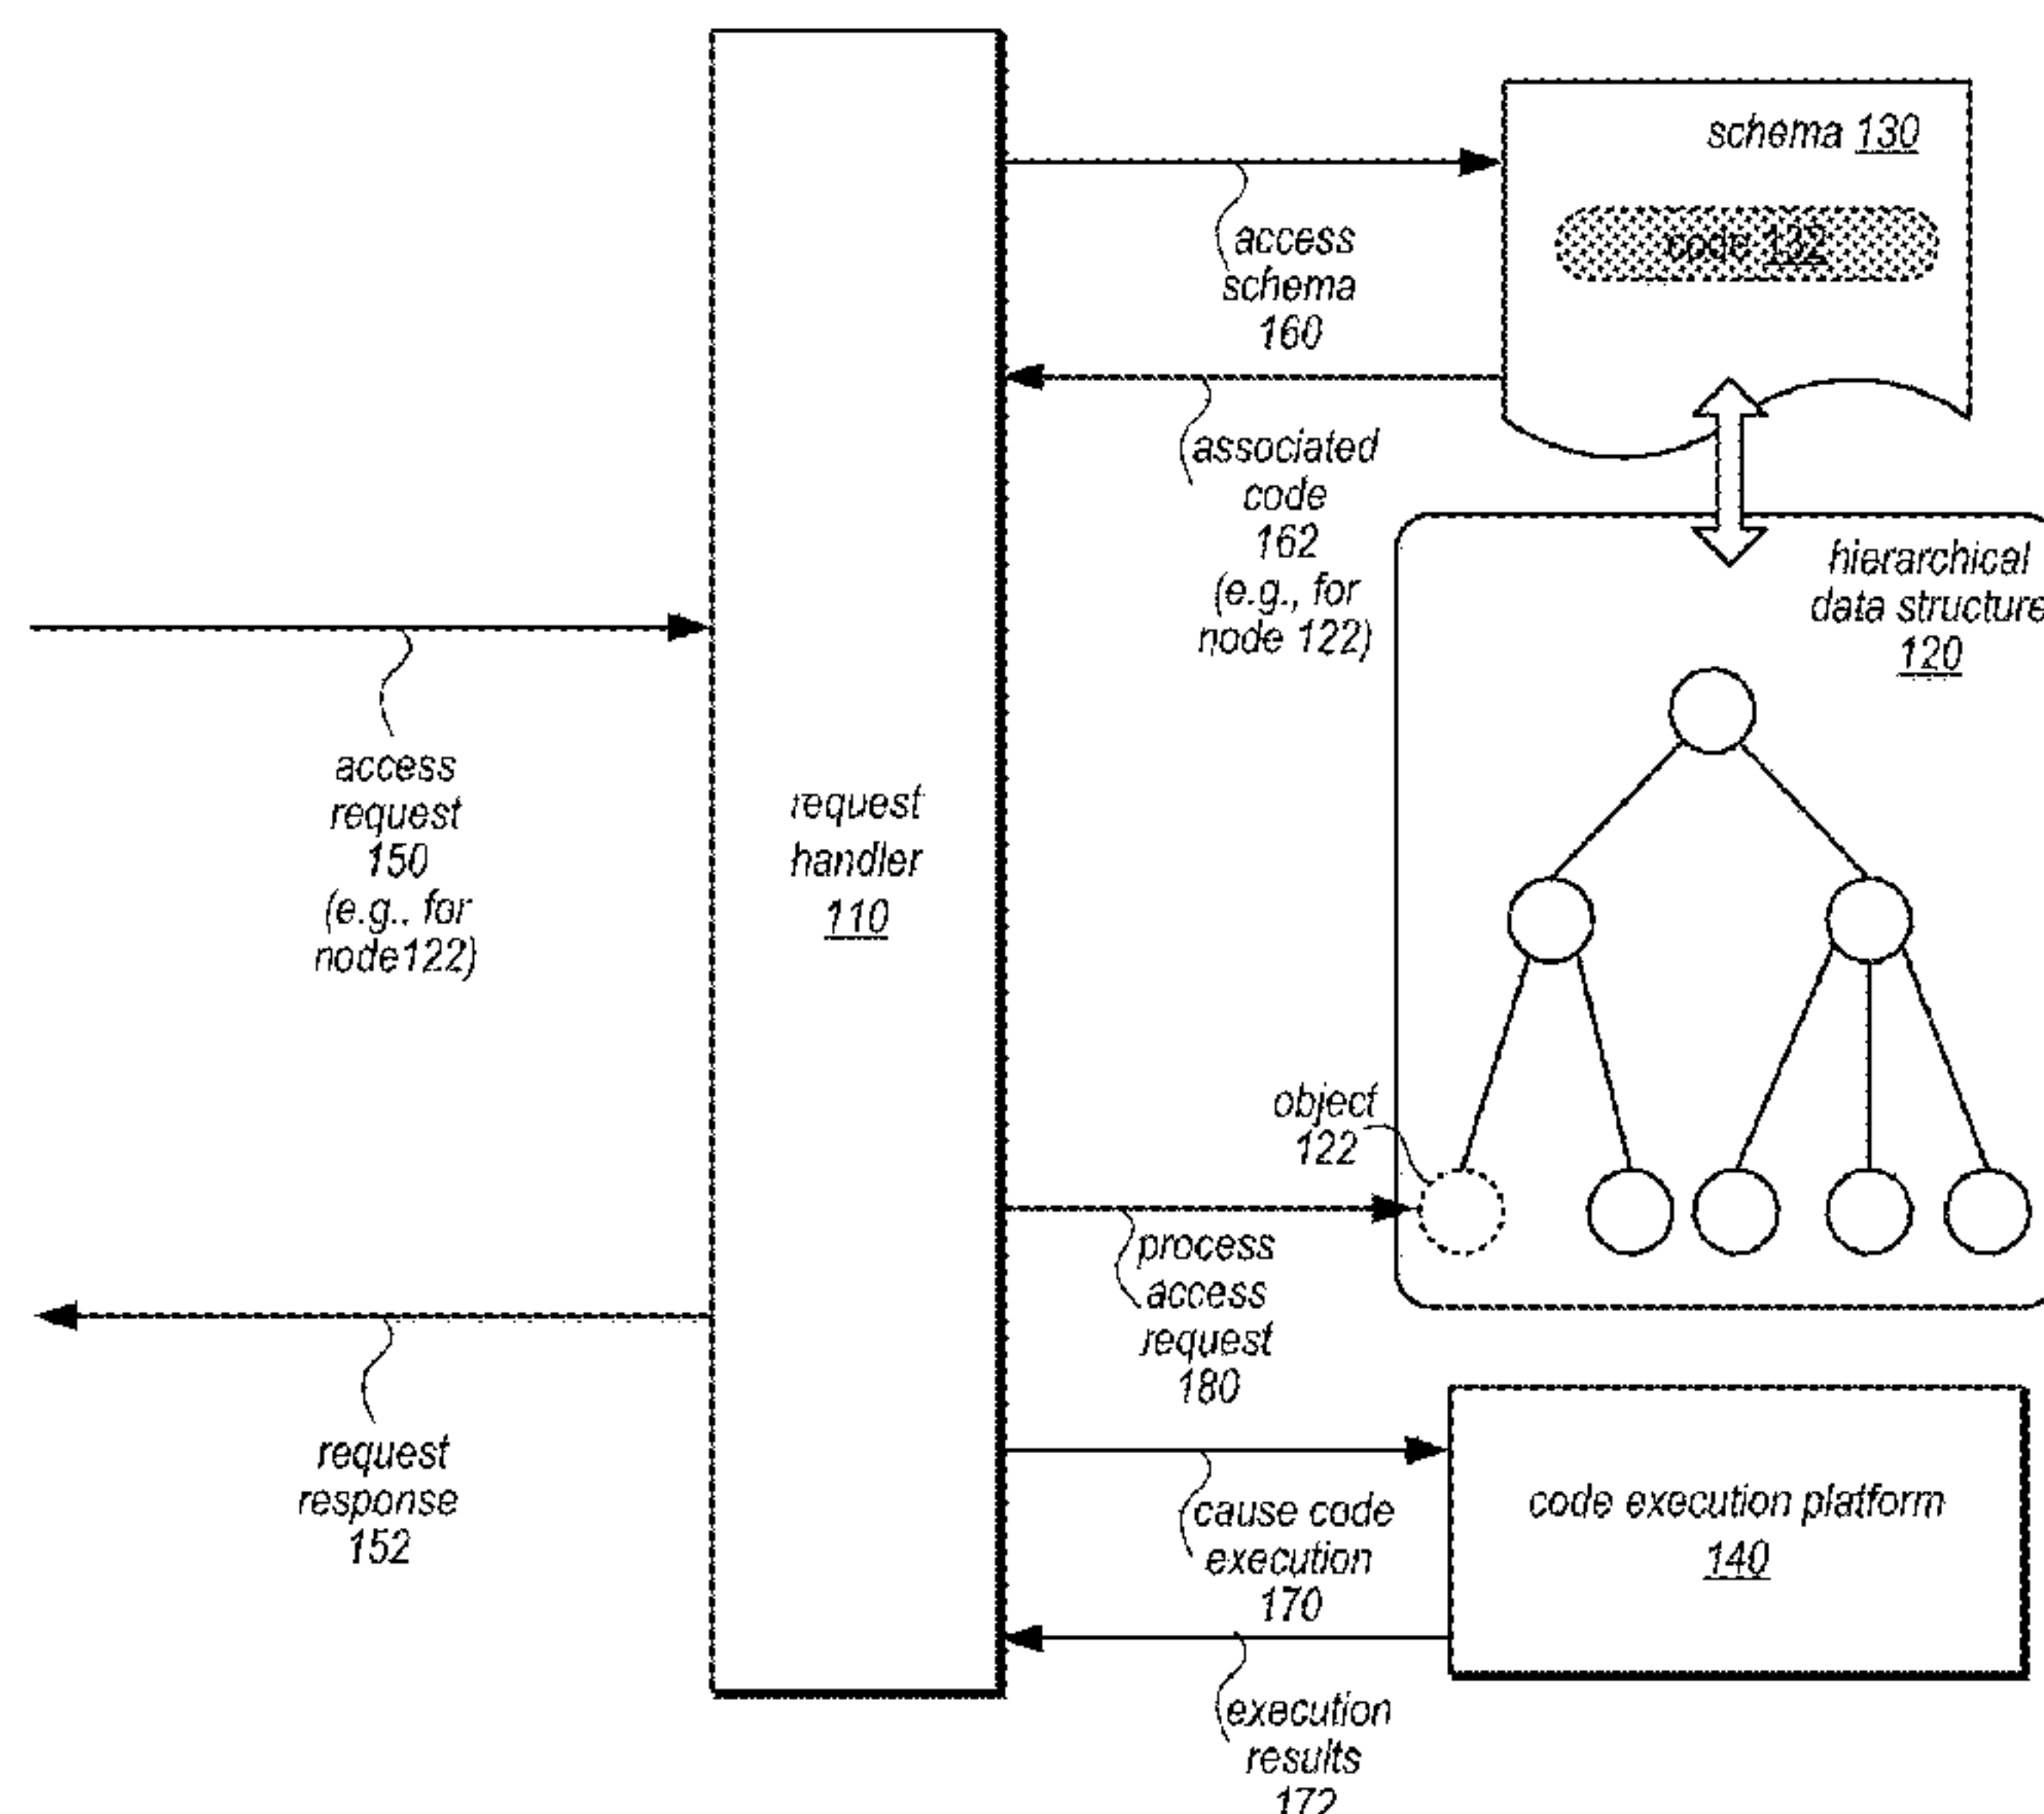 schema 130
code 132
access
schema
160
associated
code
162
(e.g., for
node 122)
hierarchical
data structure
120
access
request
150
(e.g., for
node122)
request
handler
110
object
122
process
access
request
180
request
response
152
cause code
execution
170
code execution platform
140
execution
results
172